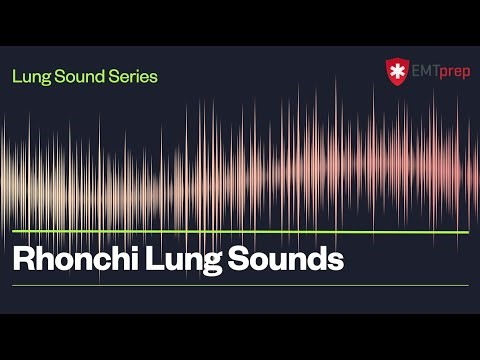 Lung Sound Series
EMTprep
Rhonchi Lung Sounds